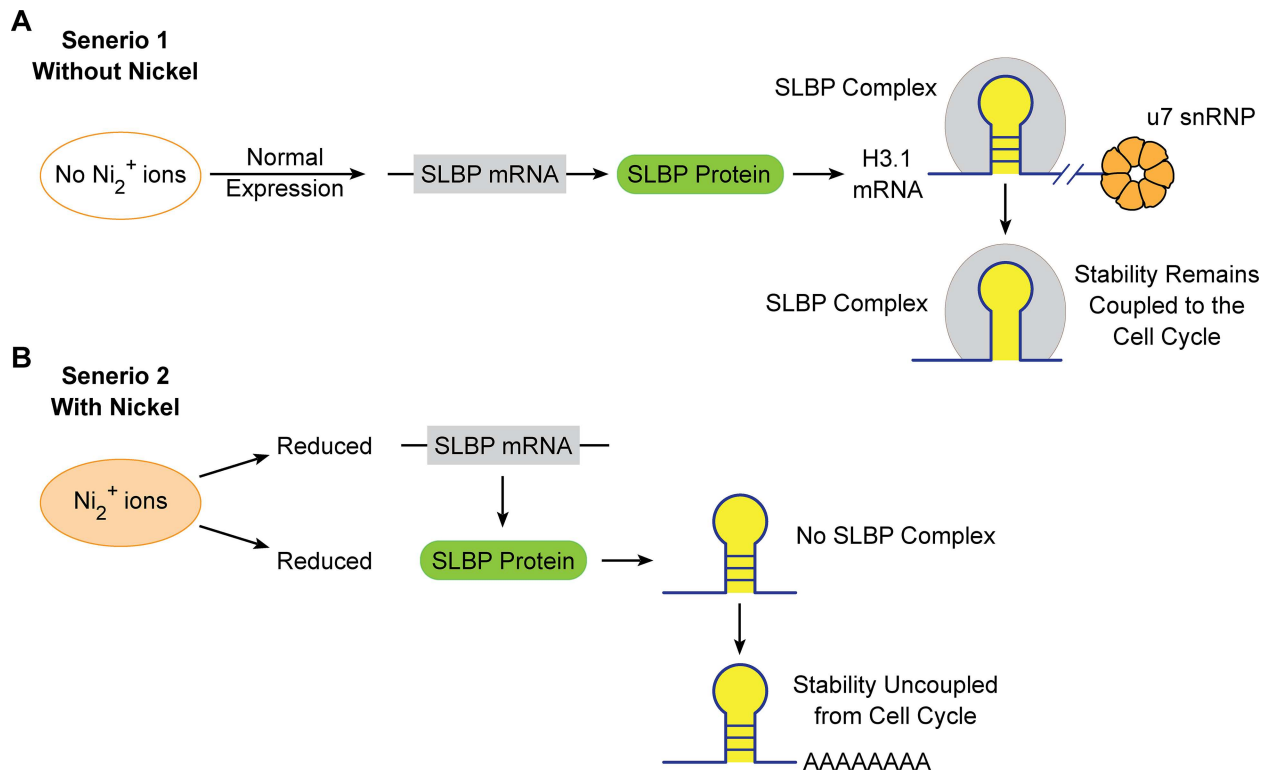 A
Senerio 1
Without Nickel
No Ni₂⁺ ions
Normal
Expression
SLBP mRNA
SLBP Protein
H3.1
mRNA
SLBP Complex
u7 snRNP
SLBP Complex
Stability Remains
Coupled to the
Cell Cycle
B
Senerio 2
With Nickel
Ni₂⁺ ions
Reduced
SLBP mRNA
Reduced
SLBP Protein
No SLBP Complex
Stability Uncoupled
from Cell Cycle
AAAAAAAA